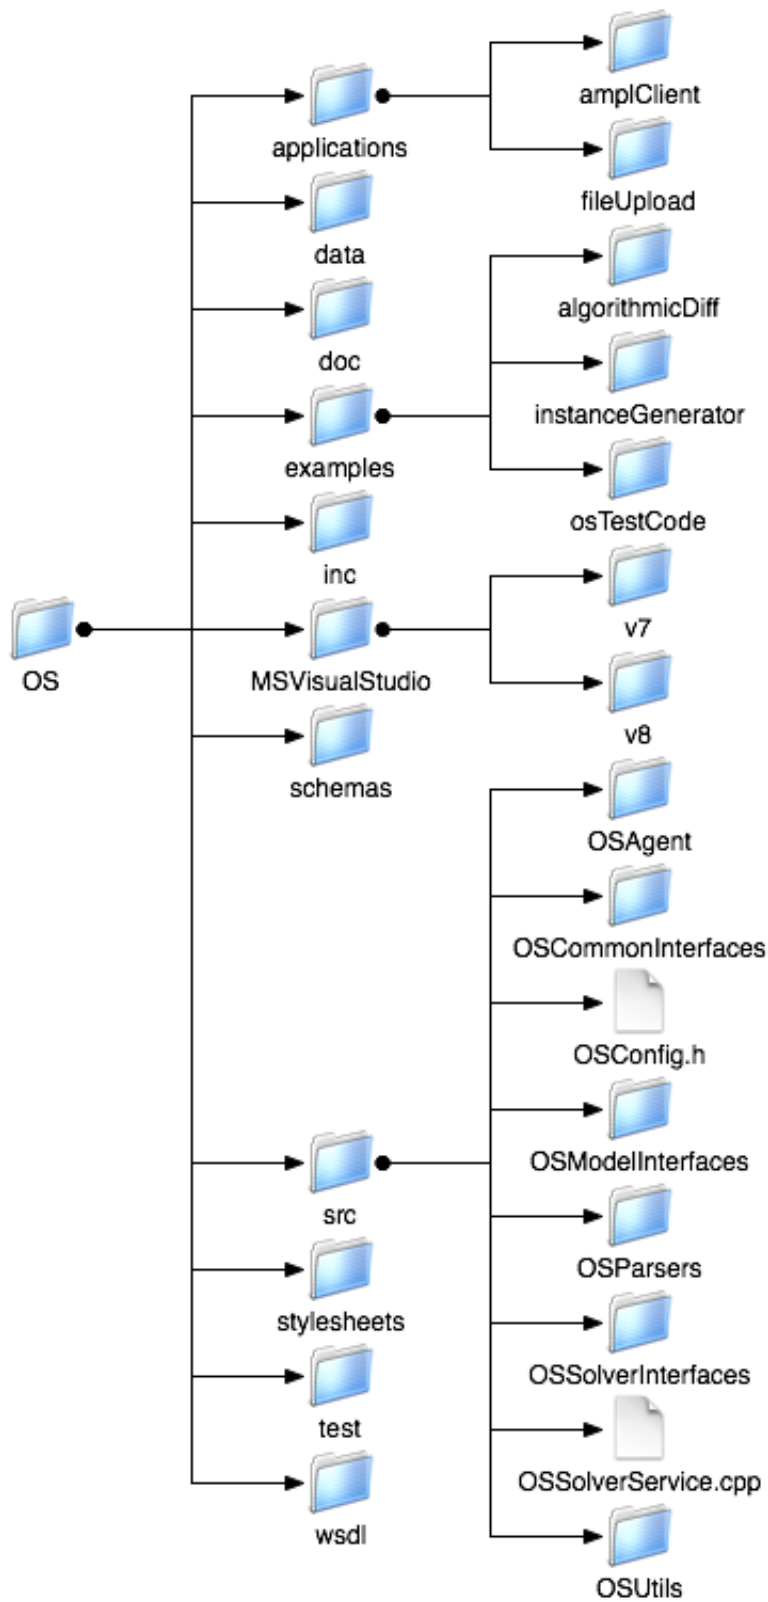 amplClient
applications
fileUpload
data
algorithmicDiff
doc
instanceGenerator
examples
osTestCode
inc
v7
OS
MSVisualStudio
v8
schemas
OSAgent
OSCommonInterfaces
OSConfig.h
OSModelInterfaces
src
OSParsers
stylesheets
OSSolverInterfaces
test
OSSolverService.cpp
wsdl
OSUtils